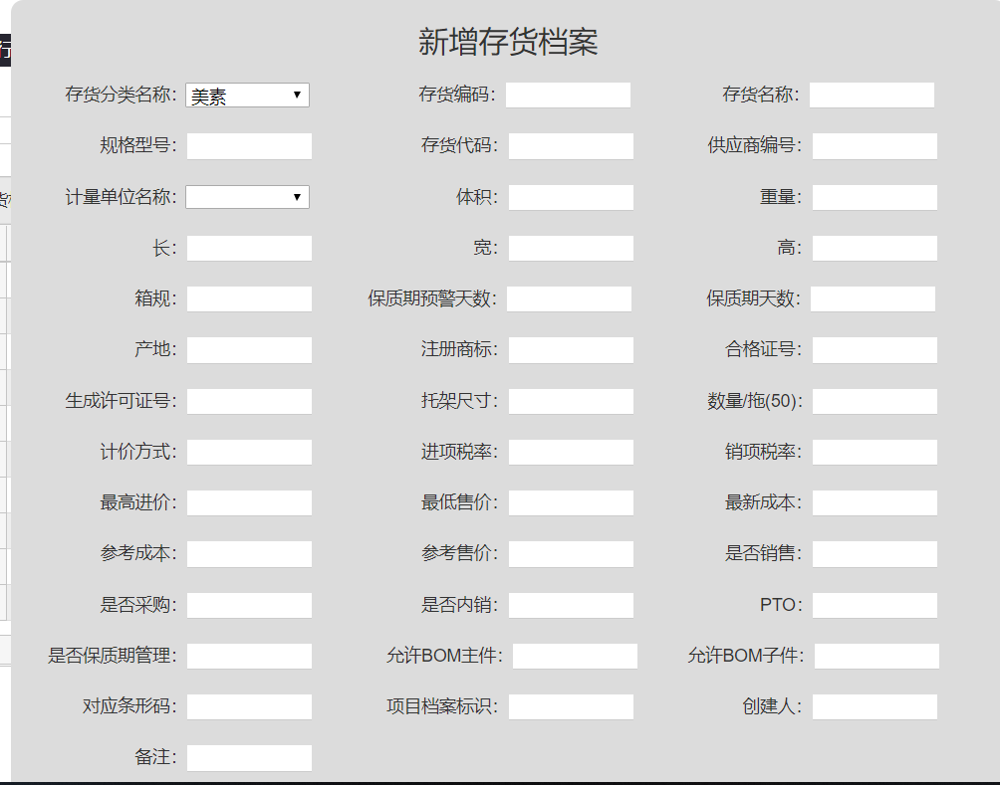 新增存货档案
行
存货分类名称： 美素 存货编码： 存货名称：
规格型号： 存货代码： 供应商编号：
计量单位名称： 体积： 重量：
长： 宽： 高：
箱规： 保质期预警天数： 保质期天数：
产地： 注册商标： 合格证号：
生成许可证号： 托架尺寸： 数量/拖(50)：
计价方式： 进项税率： 销项税率：
最高进价： 最低售价： 最新成本：
参考成本： 参考售价： 是否销售：
是否采购： 是否内销： PTO：
是否保质期管理： 允许BOM主件： 允许BOM子件：
对应条形码： 项目档案标识： 创建人：
备注：